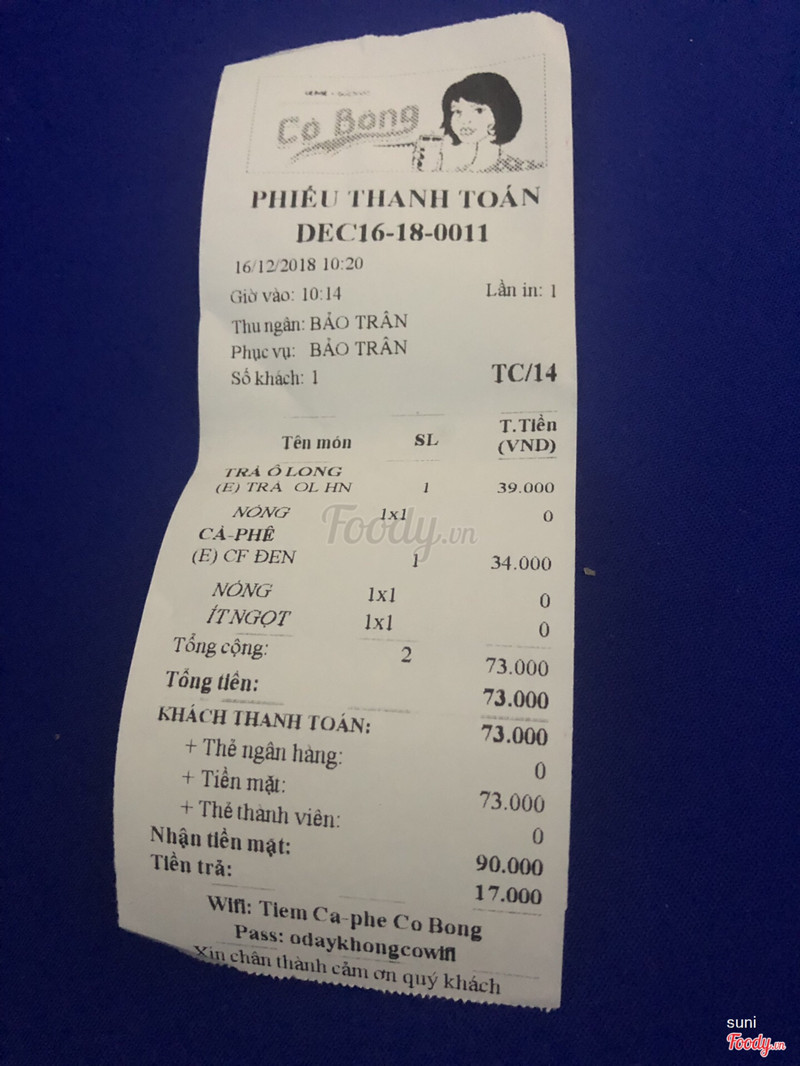 Cô Bông
PHIẾU THANH TOÁN
DEC16-18-0011
16/12/2018 10:20
Giờ vào: 10:14 Lần in: 1
Thu ngân: BẢO TRÂN
Phục vụ: BẢO TRÂN
Số khách: 1 TC/14
Tên món SL T.Tiền (VND)
TRÀ Ô LONG
(E) TRÀ OL HN 1 39.000
NÓNG 1x1 0
CÀ-PHÊ
(E) CF ĐEN 1 34.000
NÓNG 1x1 0
ÍT NGỌT 1x1 0
Tổng cộng: 2 73.000
Tổng tiền: 73.000
KHÁCH THANH TOÁN: 73.000
+ Thẻ ngân hàng: 0
+ Tiền mặt: 73.000
+ Thẻ thành viên: 0
Nhận tiền mặt: 90.000
Tiền trả: 17.000
Wifi: Tiem Ca-phe Co Bong
Pass: odaykhongcowifi
Xin chân thành cảm ơn quý khách
Foody.vn
suni
Foody.vn